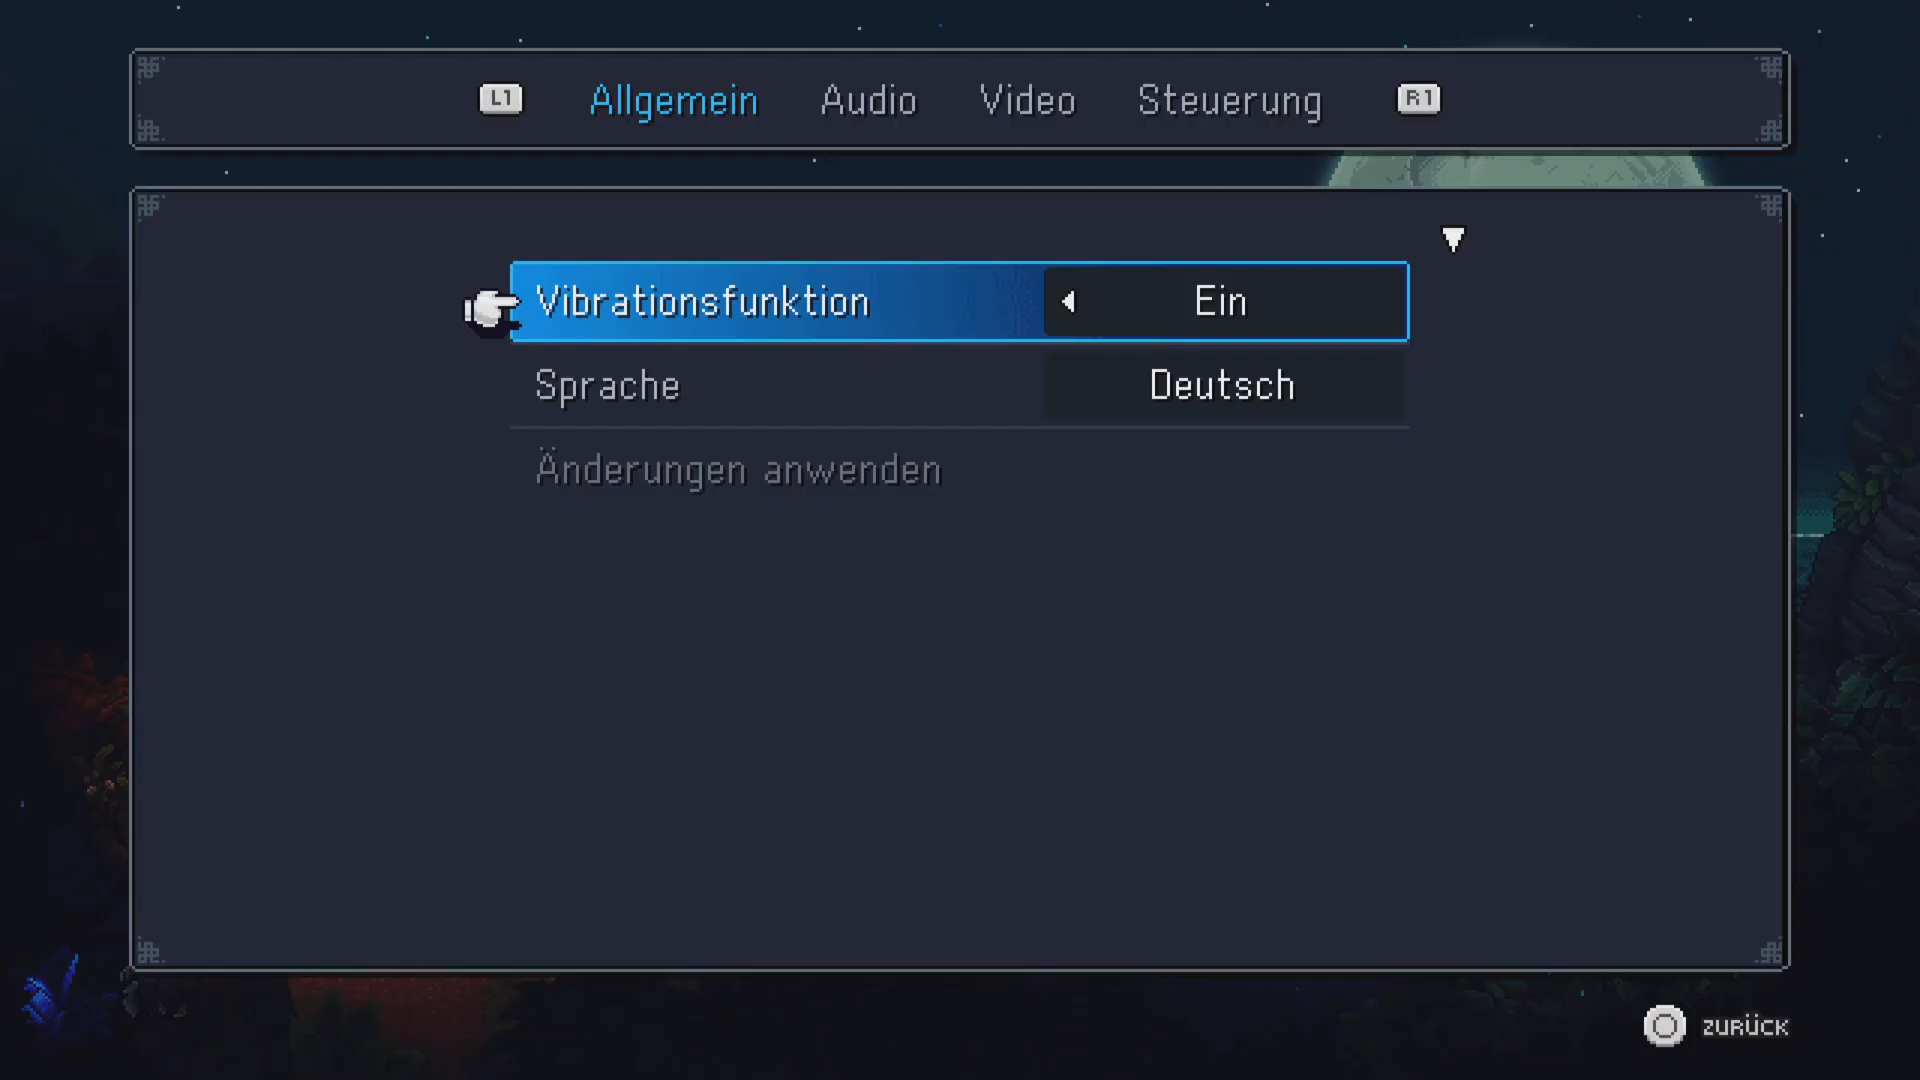 L1 Allgemein Audio Video Steuerung R1
Vibrationsfunktion Ein
Sprache Deutsch
Änderungen anwenden
ZURÜCK